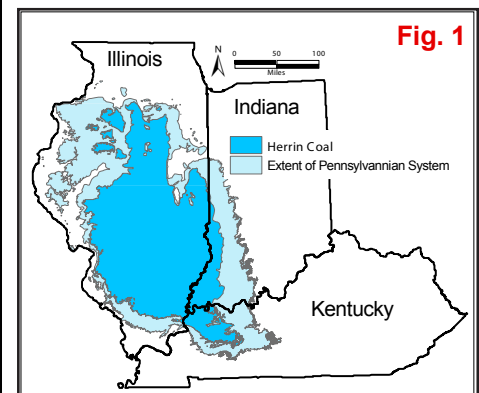 Fig. 1
Illinois
N
0 50 100
Miles
Indiana
Herrin Coal
Extent of Pennsylvannian System
Kentucky